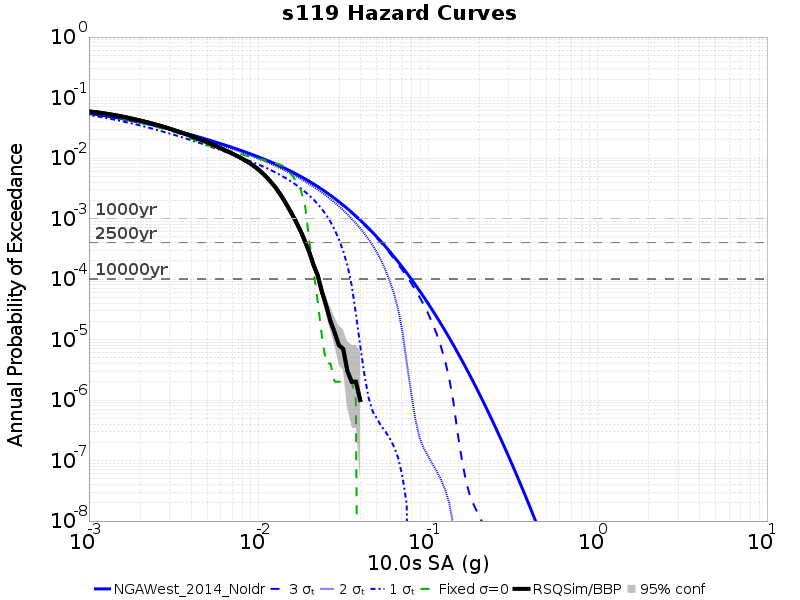 s119 Hazard Curves
Annual Probability of Exceedance
10^0
10^-1
10^-2
10^-3
10^-4
10^-5
10^-6
10^-7
10^-8
1000yr
2500yr
10000yr
10^-3 10^-2 10^-1 10^0 10^1
10.0s SA (g)
NGAWest_2014_NoIdr 3 σₜ 2 σₜ 1 σₜ Fixed σ=0 RSQSim/BBP 95% conf